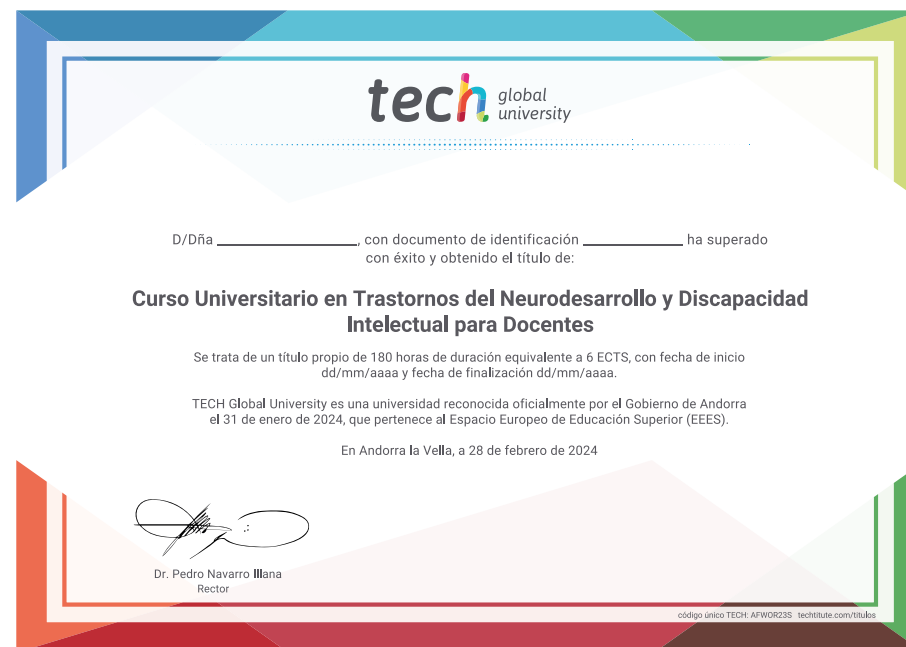 tech global university
D/Dña ____________, con documento de identificación ____________ ha superado
con éxito y obtenido el título de:
Curso Universitario en Trastornos del Neurodesarrollo y Discapacidad
Intelectual para Docentes
Se trata de un título propio de 180 horas de duración equivalente a 6 ECTS, con fecha de inicio
dd/mm/aaaa y fecha de finalización dd/mm/aaaa.
TECH Global University es una universidad reconocida oficialmente por el Gobierno de Andorra
el 31 de enero de 2024, que pertenece al Espacio Europeo de Educación Superior (EEES).
En Andorra la Vella, a 28 de febrero de 2024
Dr. Pedro Navarro Illana
Rector
código único TECH: AFWOR23S techtitute.com/titulos